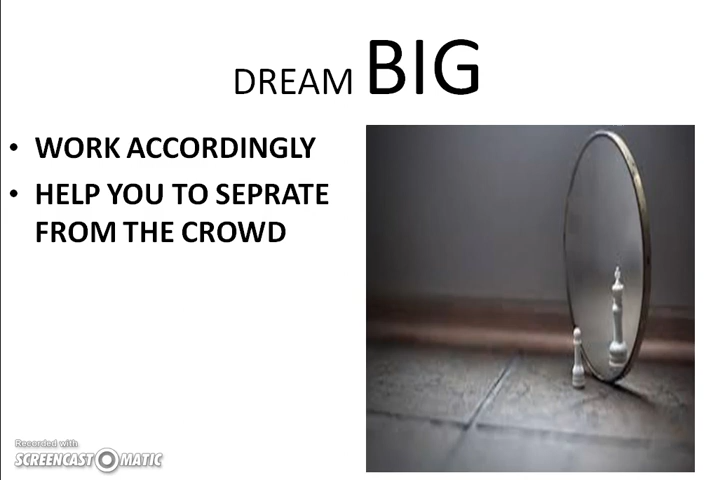 DREAM BIG
• WORK ACCORDINGLY
• HELP YOU TO SEPRATE
FROM THE CROWD
Recorded with
SCREENCAST-O-MATIC